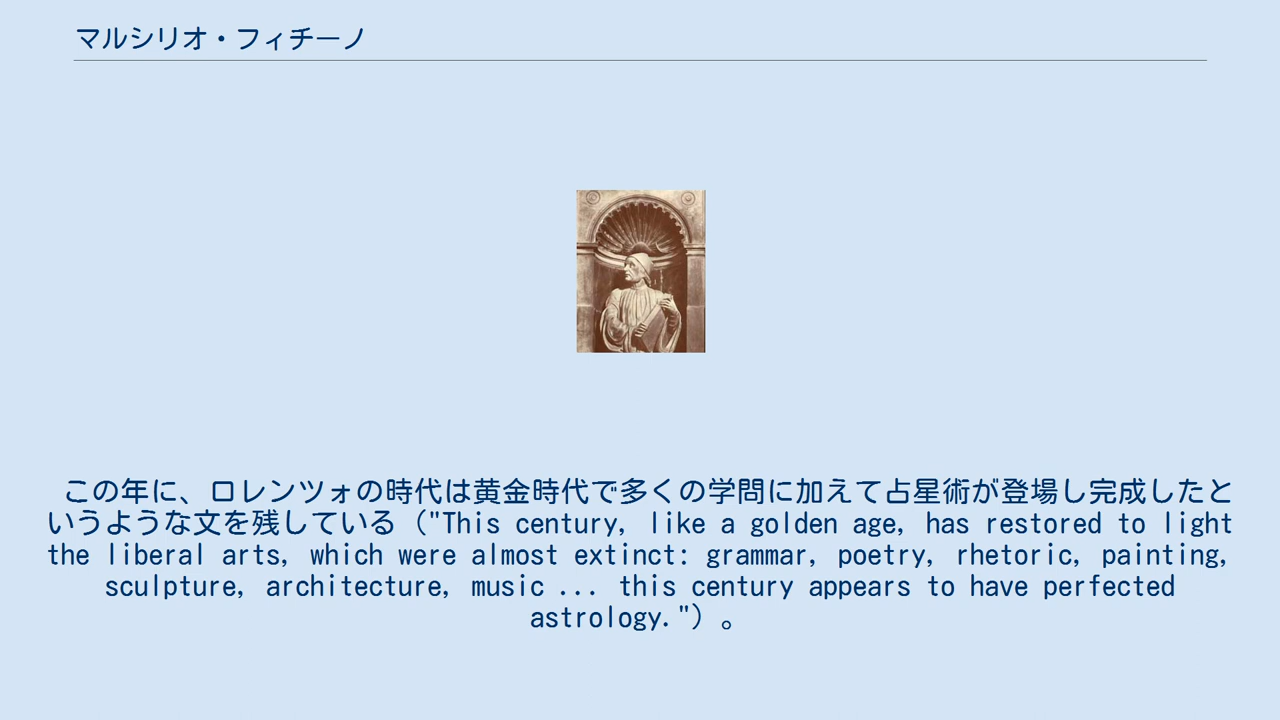 マルシリオ・フィチーノ
この年に、ロレンツォの時代は黄金時代で多くの学問に加えて占星術が登場し完成したと
いうような文を残している（"This century, like a golden age, has restored to light
the liberal arts, which were almost extinct: grammar, poetry, rhetoric, painting,
sculpture, architecture, music ... this century appears to have perfected
astrology."）。